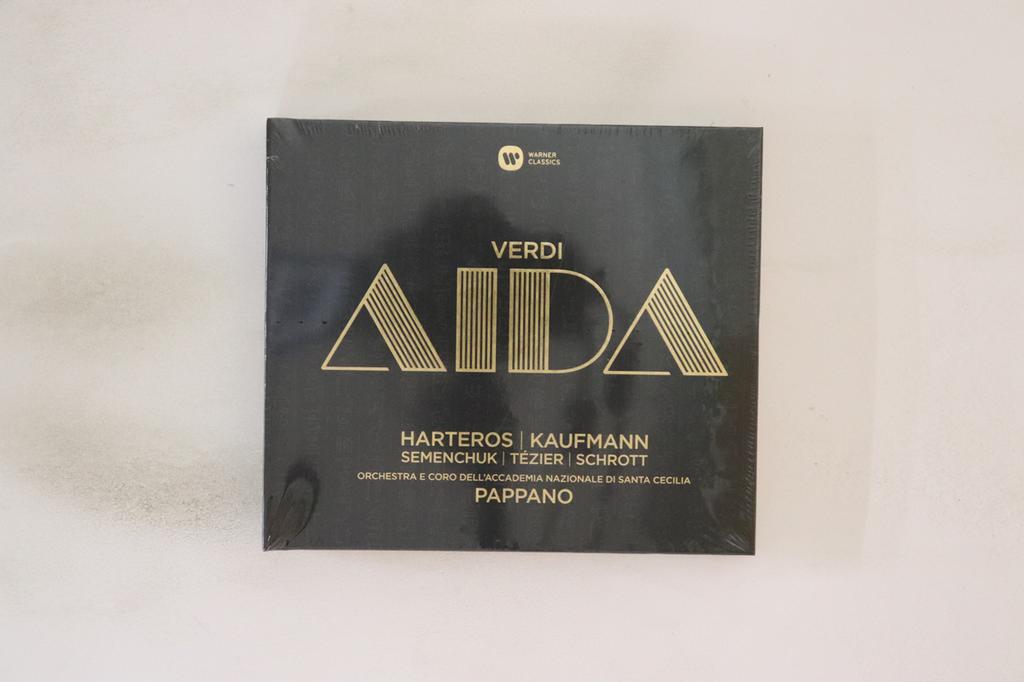 WARNER
CLASSICS
VERDI
AIDA
HARTEROS | KAUFMANN
SEMENCHUK | TÉZIER | SCHROTT
ORCHESTRA E CORO DELL'ACCADEMIA NAZIONALE DI SANTA CECILIA
PAPPANO